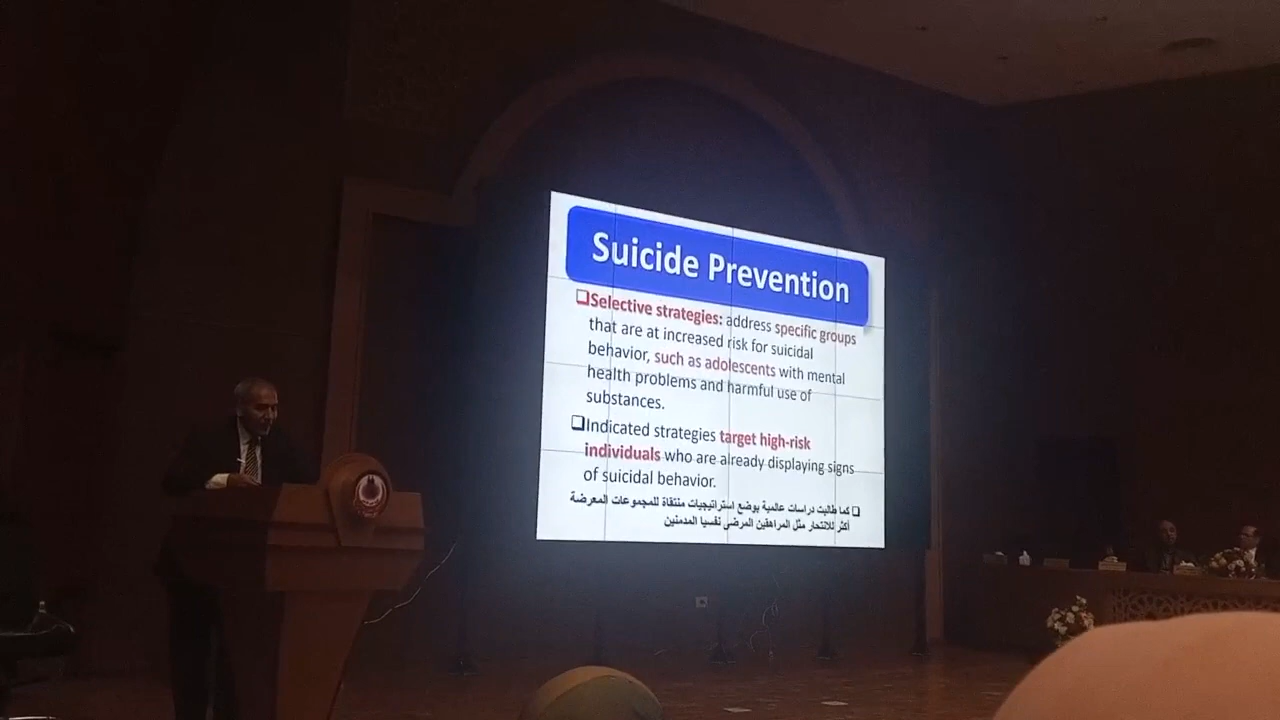 Suicide Prevention
❑Selective strategies: address specific groups
that are at increased risk for suicidal
behavior, such as adolescents with mental
health problems and harmful use of
substances.
❑Indicated strategies target high-risk
individuals who are already displaying signs
of suicidal behavior.
❑ كما طالبت دراسات عالمية بوضع استراتيجيات منتقاة للمجموعات المعرضة
أكثر للانتحار مثل المراهقين المرضى نفسيا المدمنين